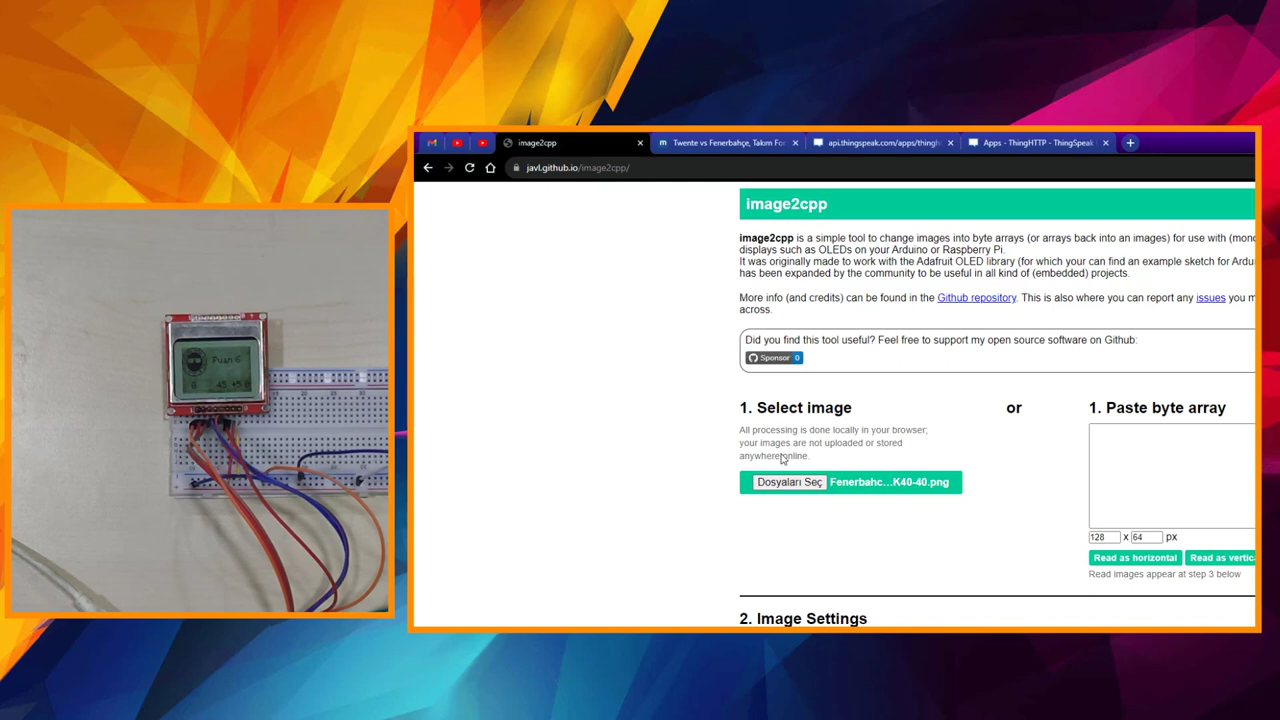 image2cpp
Twente vs Fenerbahçe, Takım For
api.thingspeak.com/apps/thingh
Apps - ThingHTTP - ThingSpeak
javl.github.io/image2cpp/
image2cpp
image2cpp is a simple tool to change images into byte arrays (or arrays back into an images) for use with (mono
displays such as OLEDs on your Arduino or Raspberry Pi.
It was originally made to work with the Adafruit OLED library (for which your can find an example sketch for Ardu
has been expanded by the community to be useful in all kind of (embedded) projects.
More info (and credits) can be found in the Github repository. This is also where you can report any issues you m
across.
Did you find this tool useful? Feel free to support my open source software on Github:
Sponsor 0
1. Select image
or
1. Paste byte array
All processing is done locally in your browser;
your images are not uploaded or stored
anywhere online.
Dosyaları Seç Fenerbahc...K40-40.png
128 x 64 px
Read as horizontal Read as vertica
Read images appear at step 3 below
2. Image Settings
Puan 6